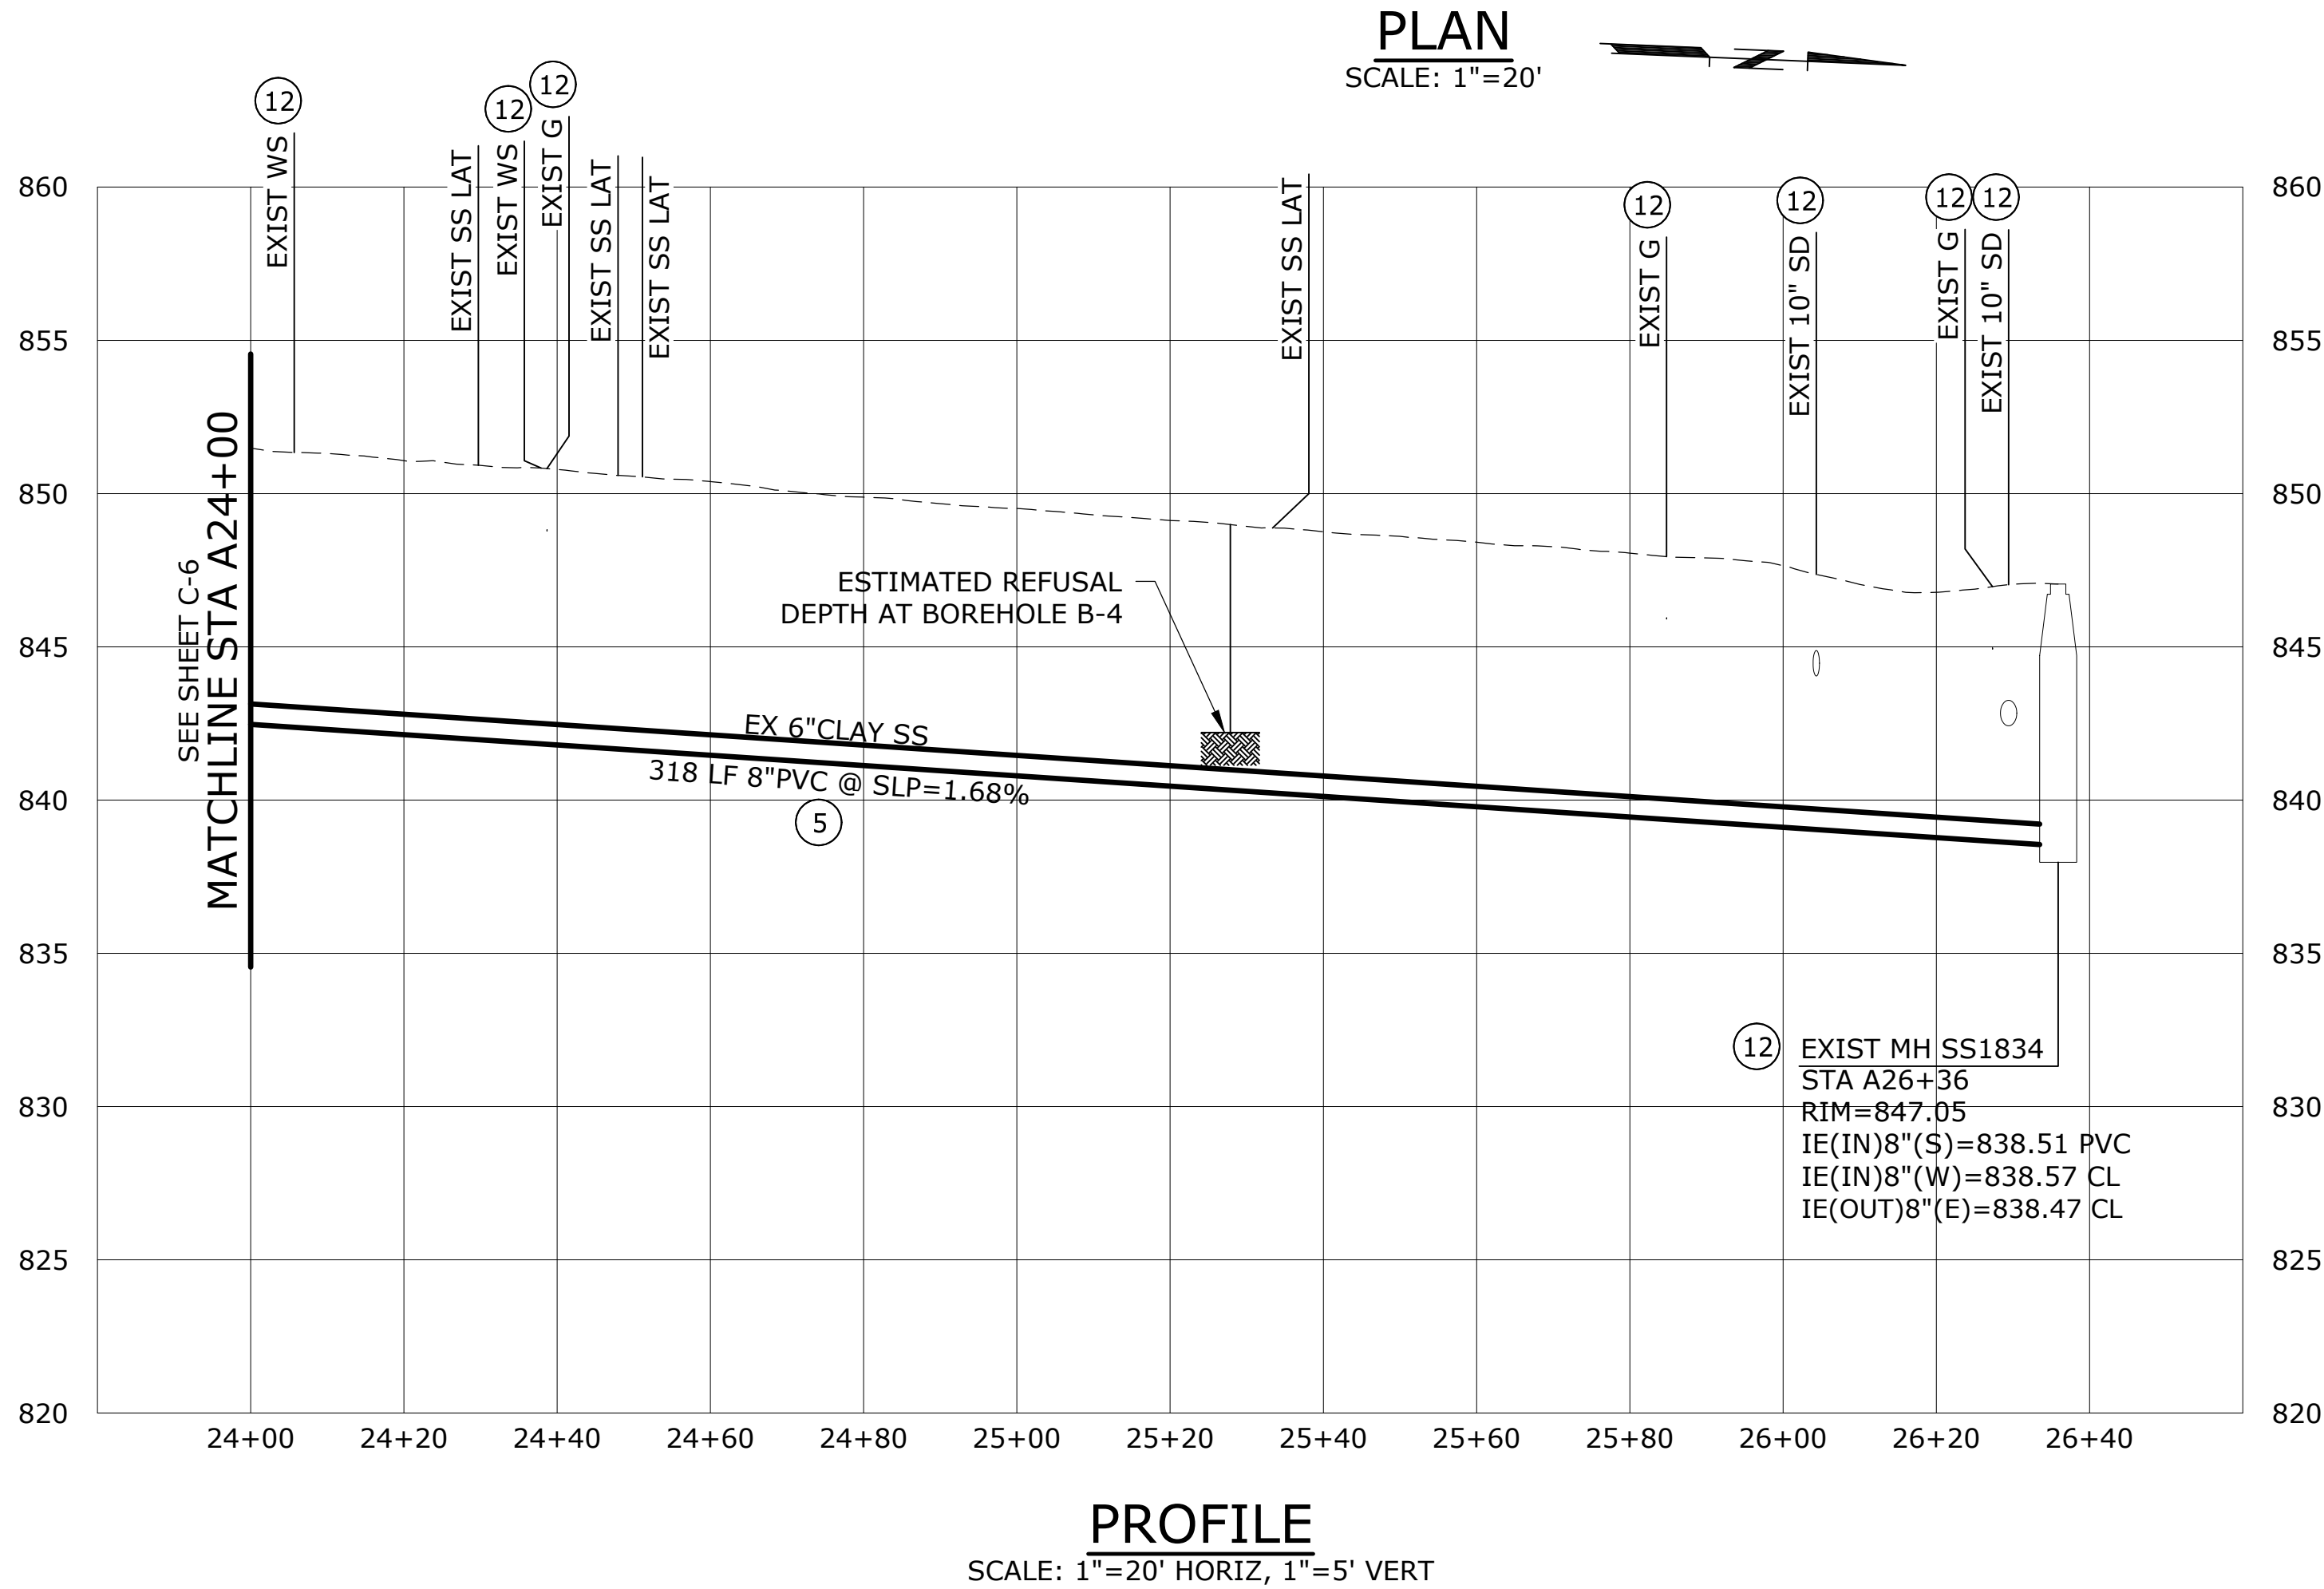 PLAN
SCALE: 1"=20'
12
12
12
12
12
12
12
EXIST WS
EXIST SS LAT
EXIST WS
EXIST G
EXIST SS LAT
EXIST SS LAT
EXIST SS LAT
EXIST G
EXIST 10" SD
EXIST G
EXIST 10" SD
860
860
855
855
850
850
845
845
840
840
835
835
830
830
825
825
820
820
SEE SHEET C-6
MATCHLINE STA A24+00
ESTIMATED REFUSAL
DEPTH AT BOREHOLE B-4
EX 6"CLAY SS
318 LF 8"PVC @ SLP=1.68%
5
12
EXIST MH SS1834
STA A26+36
RIM=847.05
IE(IN)8"(S)=838.51 PVC
IE(IN)8"(W)=838.57 CL
IE(OUT)8"(E)=838.47 CL
24+00
24+20
24+40
24+60
24+80
25+00
25+20
25+40
25+60
25+80
26+00
26+20
26+40
PROFILE
SCALE: 1"=20' HORIZ, 1"=5' VERT
Z